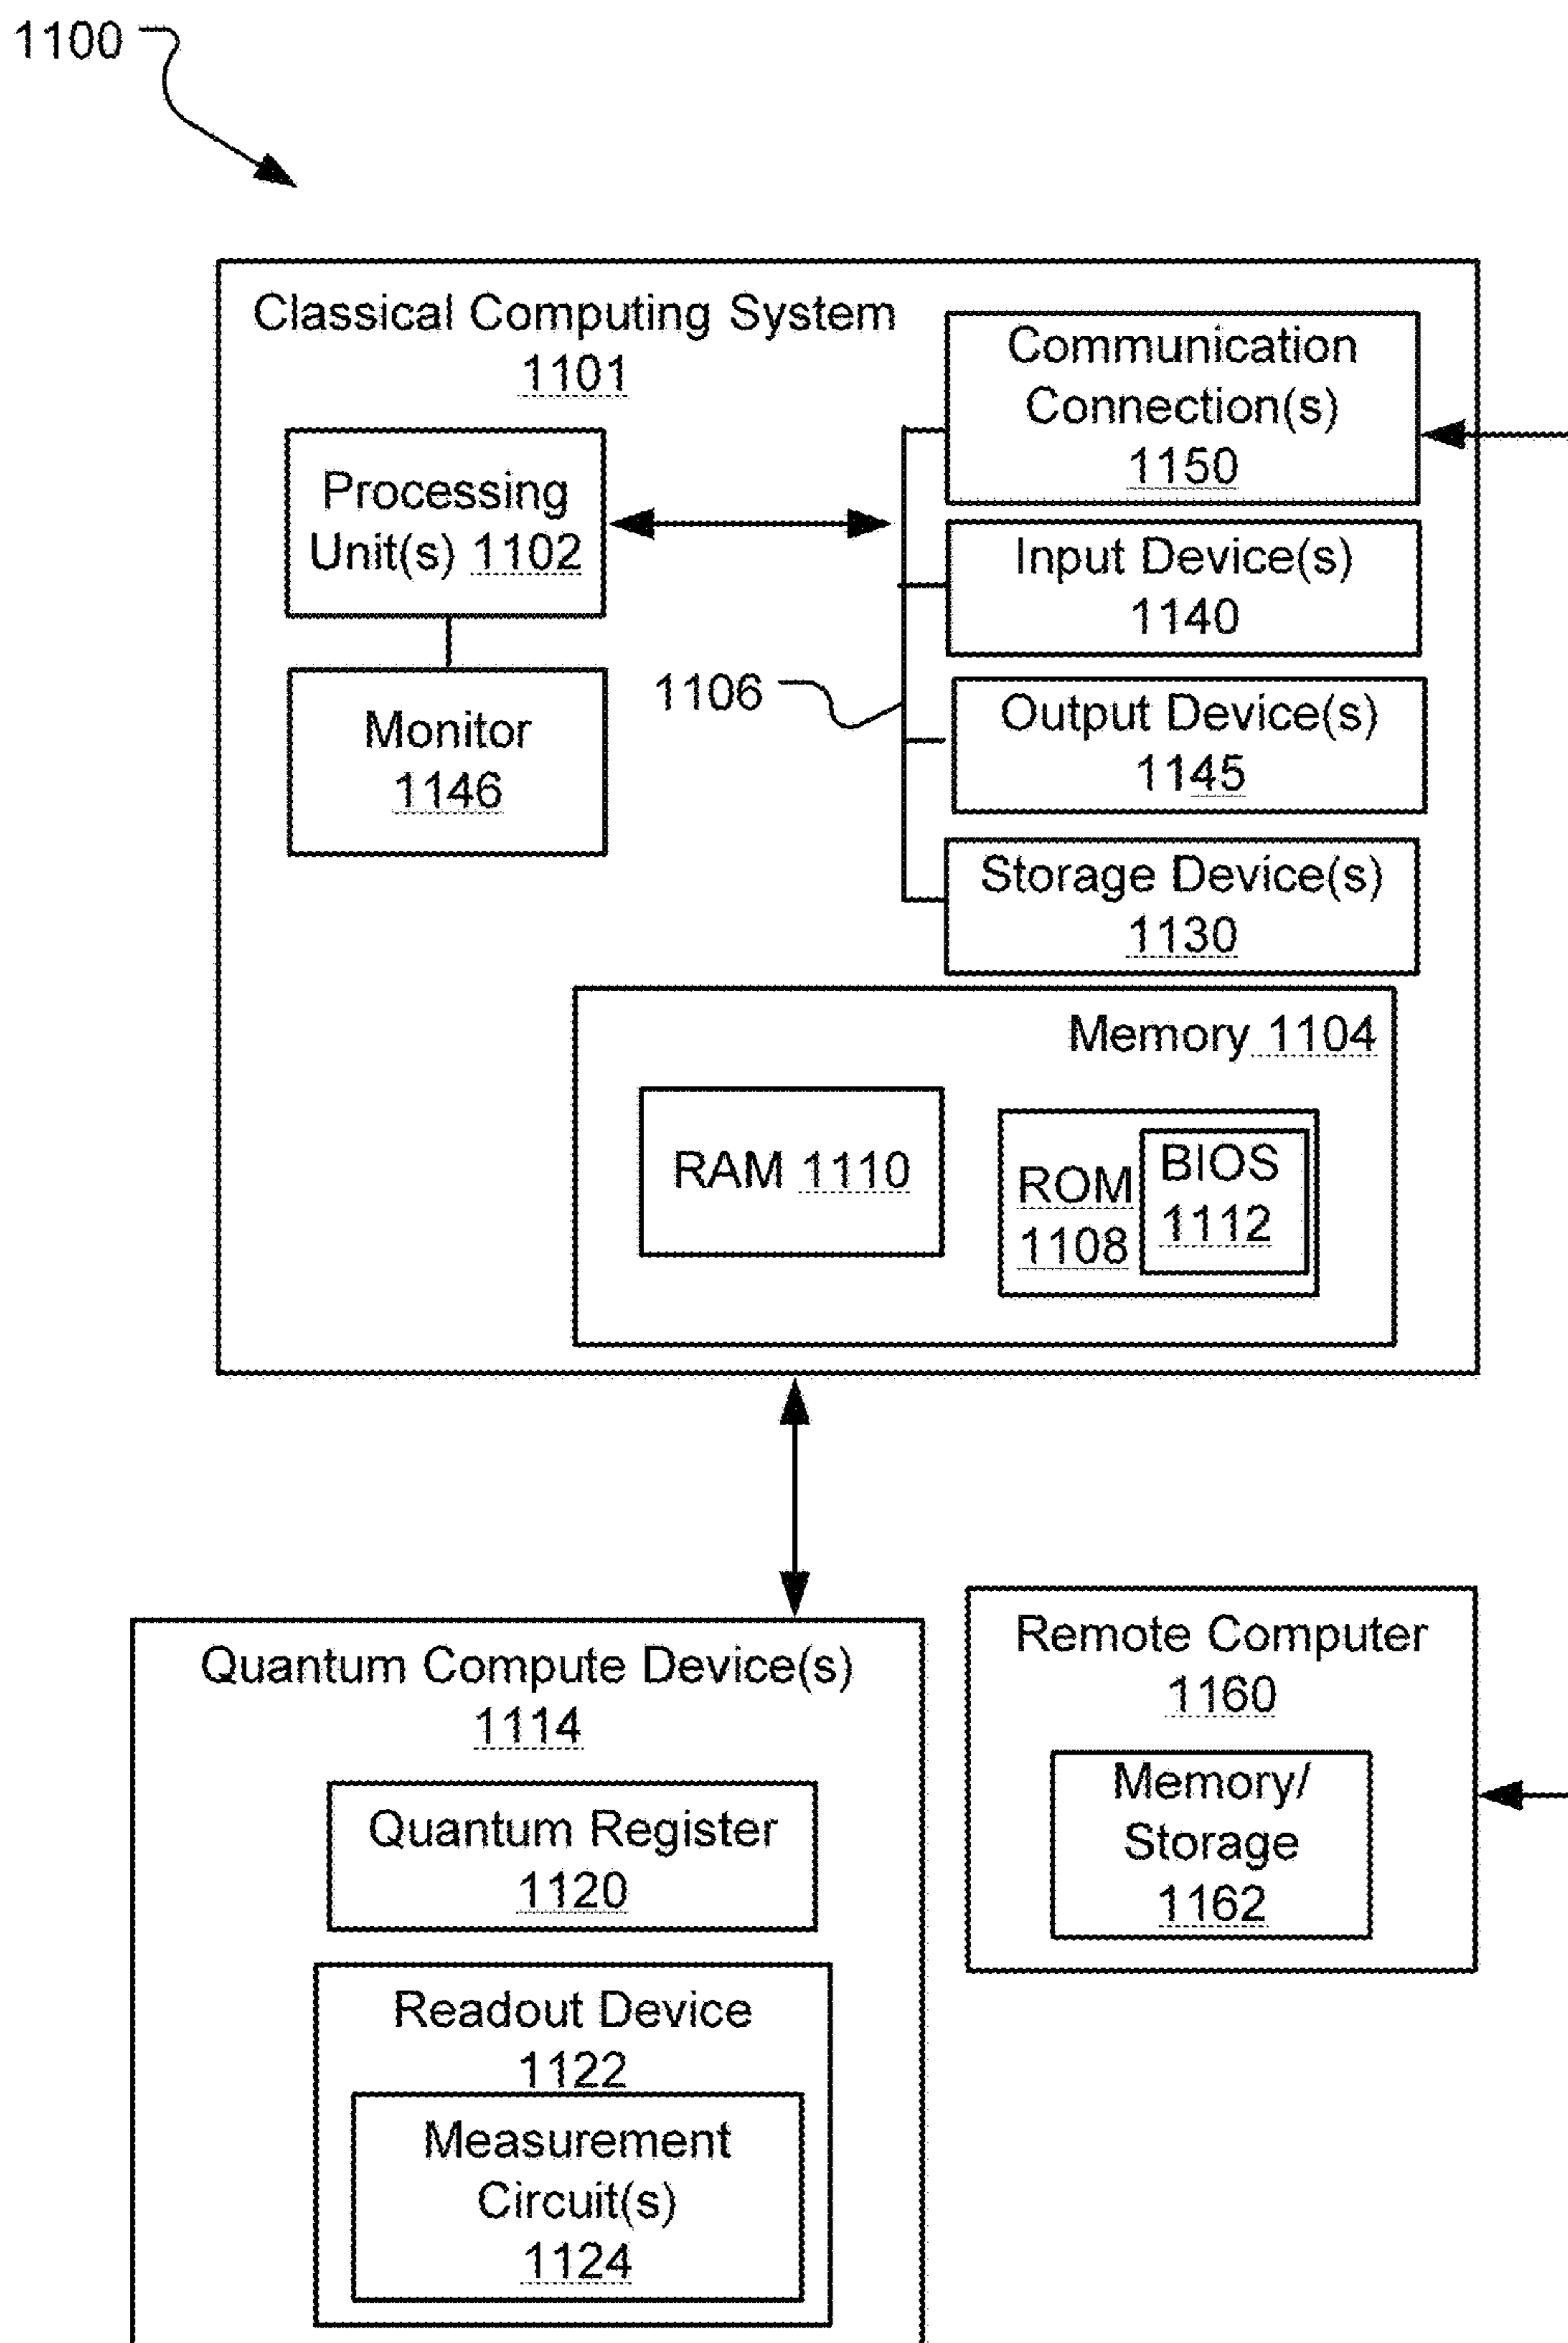 1100
Classical Computing System
1101
Communication
Connection(s)
1150
Processing
Unit(s) 1102
Input Device(s)
1140
1106
Monitor
1146
Output Device(s)
1145
Storage Device(s)
1130
Memory 1104
RAM 1110
ROM
1108
BIOS
1112
Quantum Compute Device(s)
1114
Quantum Register
1120
Readout Device
1122
Measurement
Circuit(s)
1124
Remote Computer
1160
Memory/
Storage
1162